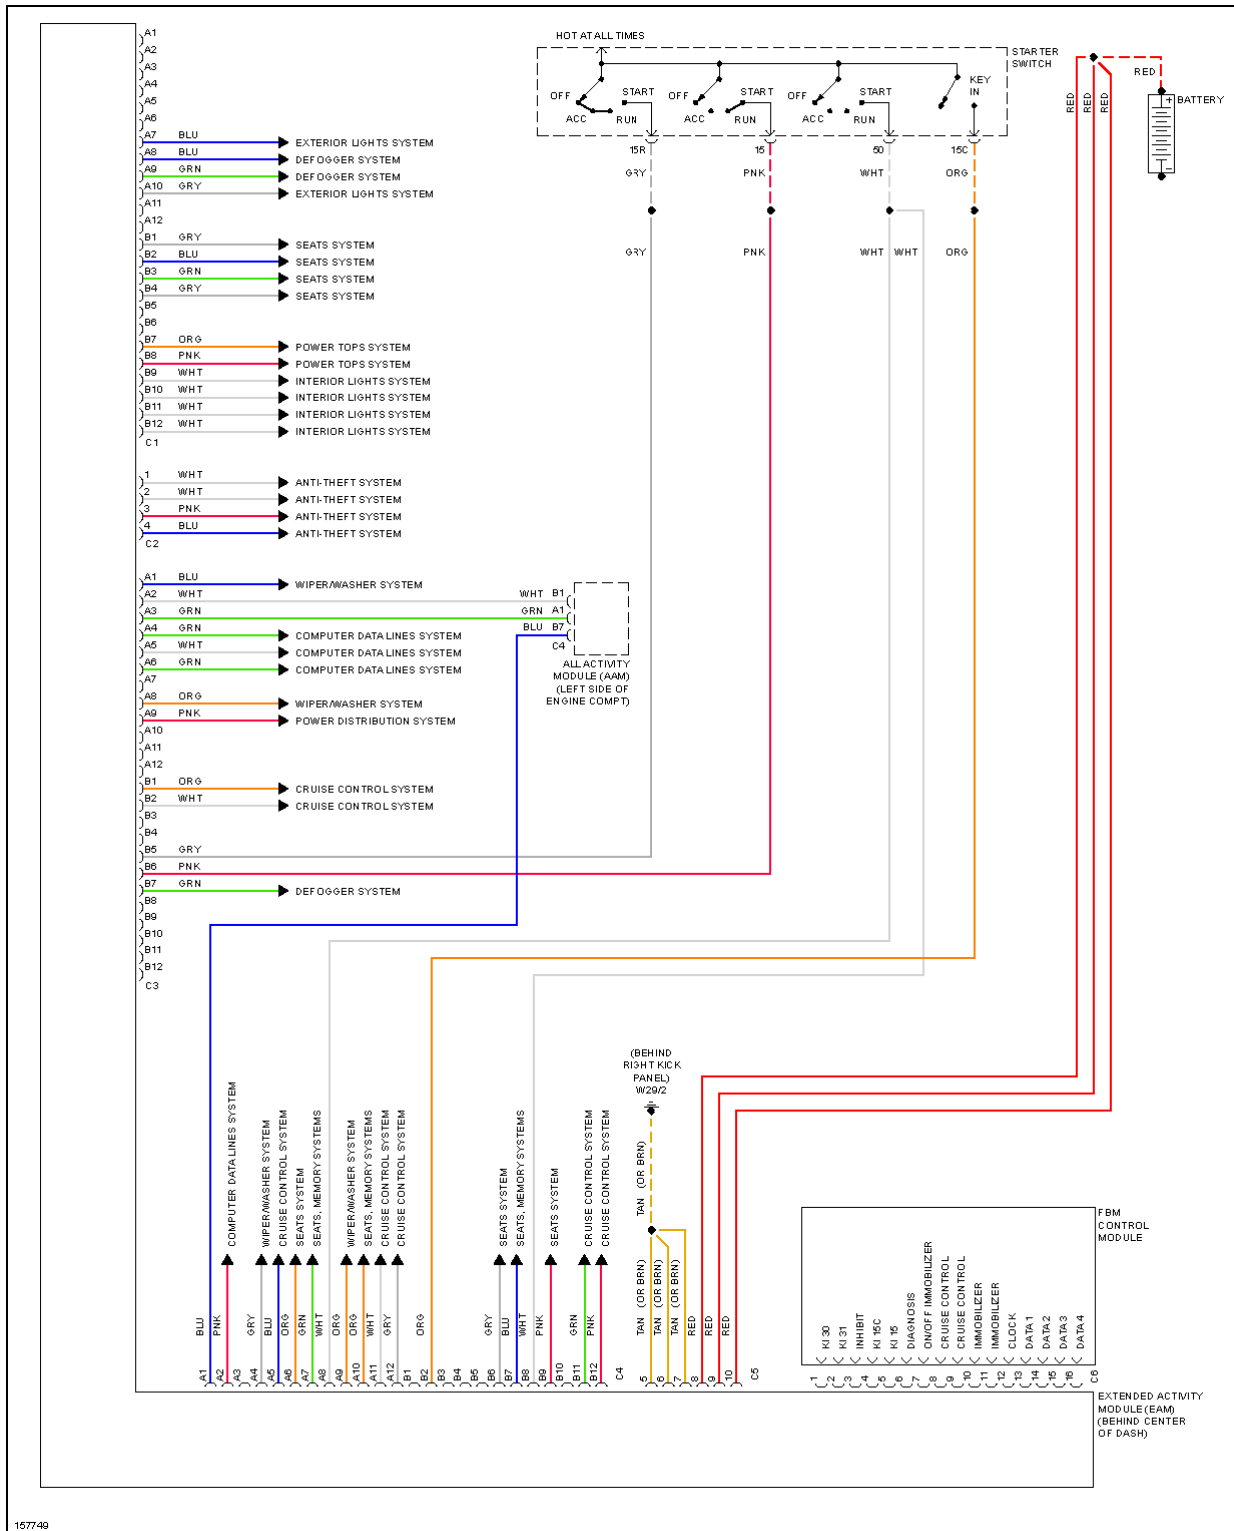 HOT AT ALL TIMES
STARTER
SWITCH
OFF
ACC
START
RUN
OFF
ACC
START
RUN
OFF
ACC
START
RUN
KEY
IN
15R
15
50
15C
GRY
PNK
WHT
ORG
GRY
PNK
WHT
WHT
ORG
RED
RED
RED
RED
BATTERY
+
-
A1
A2
A3
A4
A5
A6
A7 BLU EXTERIOR LIGHTS SYSTEM
A8 BLU DEFOGGER SYSTEM
A9 GRN DEFOGGER SYSTEM
A10 GRY EXTERIOR LIGHTS SYSTEM
A11
A12
B1 GRY SEATS SYSTEM
B2 BLU SEATS SYSTEM
B3 GRN SEATS SYSTEM
B4 GRY SEATS SYSTEM
B5
B6
B7 ORG POWER TOPS SYSTEM
B8 PNK POWER TOPS SYSTEM
B9 WHT INTERIOR LIGHTS SYSTEM
B10 WHT INTERIOR LIGHTS SYSTEM
B11 WHT INTERIOR LIGHTS SYSTEM
B12 WHT INTERIOR LIGHTS SYSTEM
C1
1 WHT ANTI-THEFT SYSTEM
2 WHT ANTI-THEFT SYSTEM
3 PNK ANTI-THEFT SYSTEM
4 BLU ANTI-THEFT SYSTEM
C2
A1 BLU WIPER/WASHER SYSTEM
A2 WHT WHT B1
A3 GRN GRN A1
A4 GRN COMPUTER DATA LINES SYSTEM BLU B7
A5 WHT COMPUTER DATA LINES SYSTEM C4
A6 GRN COMPUTER DATA LINES SYSTEM
ALL ACTIVITY
MODULE (AAM)
(LEFT SIDE OF
ENGINE COMPT)
A7
A8 ORG WIPER/WASHER SYSTEM
A9 PNK POWER DISTRIBUTION SYSTEM
A10
A11
A12
B1 ORG CRUISE CONTROL SYSTEM
B2 WHT CRUISE CONTROL SYSTEM
B3
B4
B5 GRY
B6 PNK
B7 GRN DEFOGGER SYSTEM
B8
B9
B10
B11
B12
C3
(BEHIND
RIGHT KICK
PANEL)
W29/2
TAN (OR BRN)
COMPUTER DATA LINES SYSTEM
WIPER/WASHER SYSTEM
CRUISE CONTROL SYSTEM
SEATS SYSTEM
SEATS, MEMORY SYSTEMS
WIPER/WASHER SYSTEM
SEATS, MEMORY SYSTEMS
CRUISE CONTROL SYSTEM
CRUISE CONTROL SYSTEM
SEATS SYSTEM
SEATS, MEMORY SYSTEMS
SEATS SYSTEM
CRUISE CONTROL SYSTEM
CRUISE CONTROL SYSTEM
BLU
PNK
GRY
BLU
ORG
GRN
WHT
ORG
ORG
WHT
GRY
ORG
GRY
BLU
WHT
PNK
GRN
PNK
TAN (OR BRN)
TAN (OR BRN)
TAN (OR BRN)
RED
RED
RED
A1
A2
A3
A4
A5
A6
A7
A8
A9
A10
A11
A12
B1
B2
B3
B4
B5
B6
B7
B8
B9
B10
B11
B12
C4
5
6
7
8
9
10
C5
FBM
CONTROL
MODULE
KI 30
KI 31
INHIBIT
KI 15C
KI 15
DIAGNOSIS
ON/OFF IMMOBILIZER
CRUISE CONTROL
CRUISE CONTROL
IMMOBILIZER
IMMOBILIZER
CLOCK
DATA 1
DATA 2
DATA 3
DATA 4
1
2
3
4
5
6
7
8
9
10
11
12
13
14
15
16
C6
EXTENDED ACTIVITY
MODULE (EAM)
(BEHIND CENTER
OF DASH)
157749